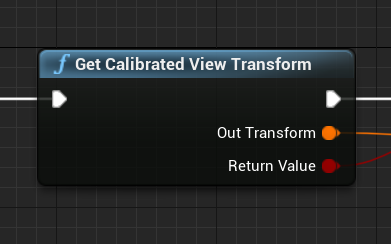 f Get Calibrated View Transform
Out Transform
Return Value